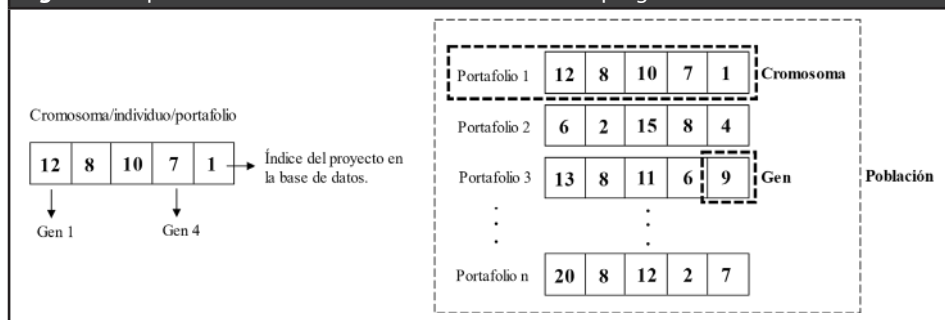 Cromosoma/individuo/portafolio
12 8 10 7 1
Índice del proyecto en
la base de datos.
Gen 1 Gen 4
Portafolio 1 12 8 10 7 1 Cromosoma
Portafolio 2 6 2 15 8 4
Portafolio 3 13 8 11 6 9 Gen
Población
Portafolio n 20 8 12 2 7